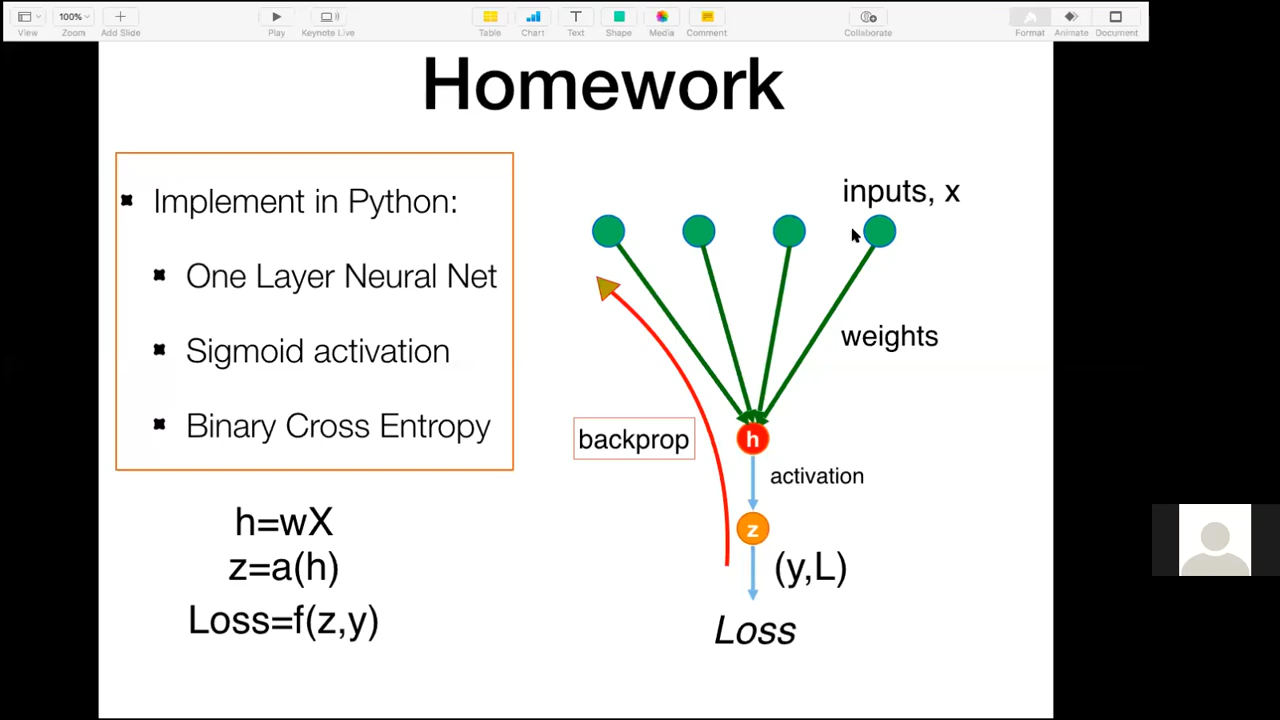 View
100%
Zoom
Add Slide
Play
Keynote Live
Table
Chart
Text
Shape
Media
Comment
Collaborate
Format
Animate
Document
Homework
Implement in Python:
One Layer Neural Net
Sigmoid activation
Binary Cross Entropy
h=wX
z=a(h)
Loss=f(z,y)
inputs, x
weights
backprop
h
activation
z
(y,L)
Loss